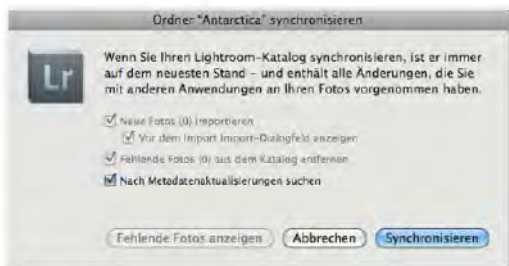 Ordner "Antarctica" synchronisieren
Lr
Wenn Sie Ihren Lightroom-Katalog synchronisieren, ist er immer
auf dem neuesten Stand – und enthält alle Änderungen, die Sie
mit anderen Anwendungen an Ihren Fotos vorgenommen haben.
Neue Fotos (0) importieren
Vor dem Import Import-Dialogfeld anzeigen
Fehlende Fotos (0) aus dem Katalog entfernen
Nach Metadatenaktualisierungen suchen
Fehlende Fotos anzeigen Abbrechen Synchronisieren